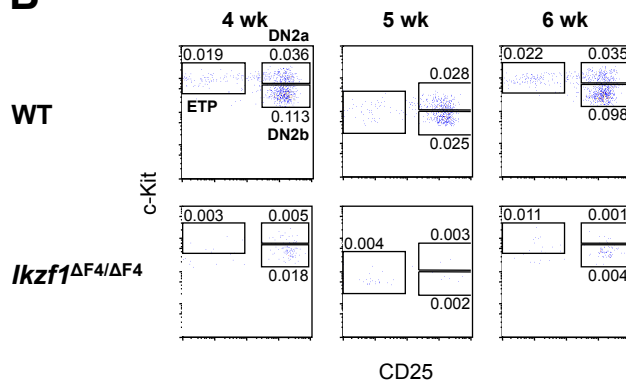 B
4 wk 5 wk 6 wk
DN2a
0.019 0.036
0.022 0.035
0.028
WT
ETP
0.113
0.098
DN2b
0.025
c-Kit
0.003 0.005
0.011 0.001
0.004 0.003
Ikzf1ΔF4/ΔF4
0.018
0.004
0.002
CD25